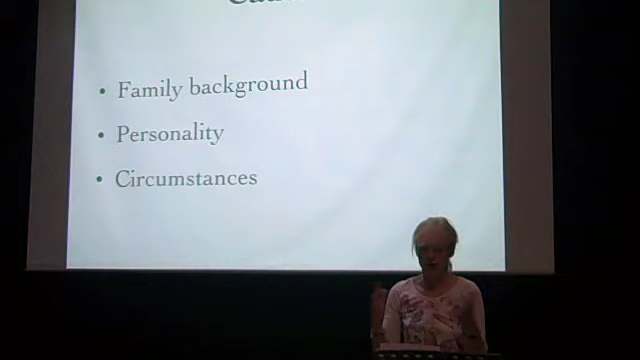 • Family background
• Personality
• Circumstances